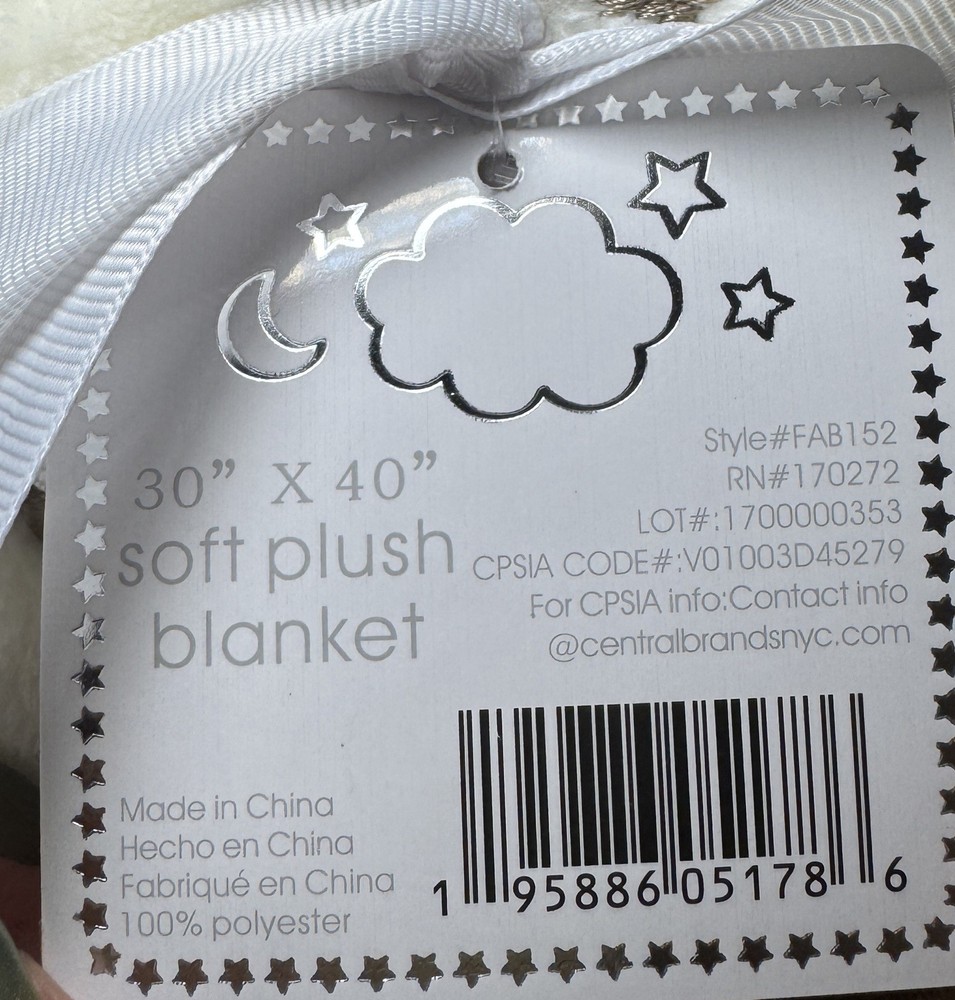 30” X 40”
soft plush
blanket
Style#FAB152
RN#170272
LOT#:1700000353
CPSIA CODE#:V01003D45279
For CPSIA info:Contact info
@centralbrandsnyc.com
Made in China
Hecho en China
Fabriqué en China
100% polyester
1 95886 05178 6